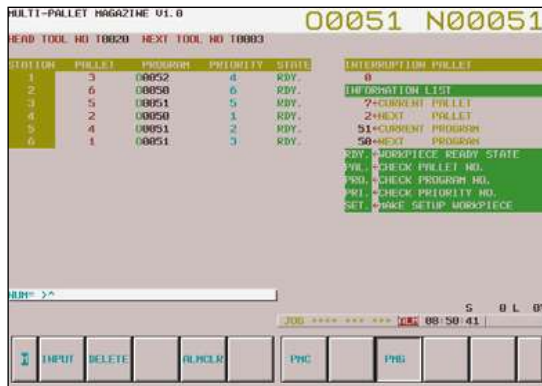 MULTI-PALLET MAGAZINE V1.0
O0051 N00051
HEAD TOOL NO T0020 NEXT TOOL NO T0003
STATION PALLET PROGRAM PRIORITY STATE
1 3 O0052 4 RDY.
2 6 O0050 6 RDY.
3 5 O0051 5 RDY.
4 2 O0050 1 RDY.
5 4 O0051 2 RDY.
6 1 O0051 3 RDY.
INTERRUPTION PALLET
0
INFORMATION LIST
7←CURRENT PALLET
2←NEXT PALLET
51←CURRENT PROGRAM
50←NEXT PROGRAM
RDY.←WORKPIECE READY STATE
PAL.←CHECK PALLET NO.
PRO.←CHECK PROGRAM NO.
PRI.←CHECK PRIORITY NO.
SET.←MAKE SETUP WORKPIECE
NUM= >^
S 0 L 0%
JOG **** *** *** ALM 08:50:41
INPUT DELETE ALMCLR PMC PMG